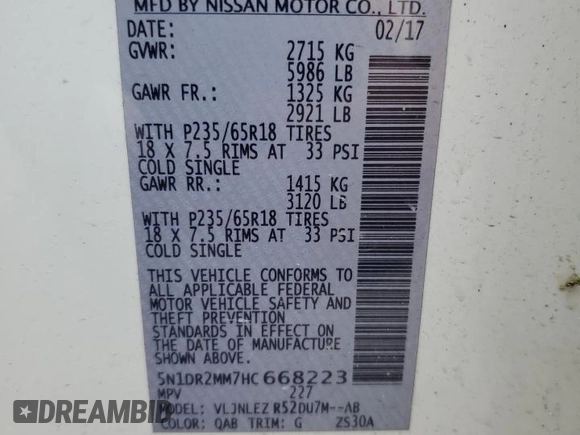 MFD BY NISSAN MOTOR CO., LTD.
DATE: 02/17
GVWR: 2715 KG
5986 LB
GAWR FR.: 1325 KG
2921 LB
WITH P235/65R18 TIRES
18 X 7.5 RIMS AT 33 PSI
COLD SINGLE
GAWR RR.: 1415 KG
3120 LB
WITH P235/65R18 TIRES
18 X 7.5 RIMS AT 33 PSI
COLD SINGLE
THIS VEHICLE CONFORMS TO
ALL APPLICABLE FEDERAL
MOTOR VEHICLE SAFETY AND
THEFT PREVENTION
STANDARDS IN EFFECT ON
THE DATE OF MANUFACTURE
SHOWN ABOVE.
5N1DR2MM7HC668223
MPV 227
MODEL: VLJNLEZ R52DU7M--AB
COLOR: QAB TRIM: G ZS30A
RIDERSAUTO